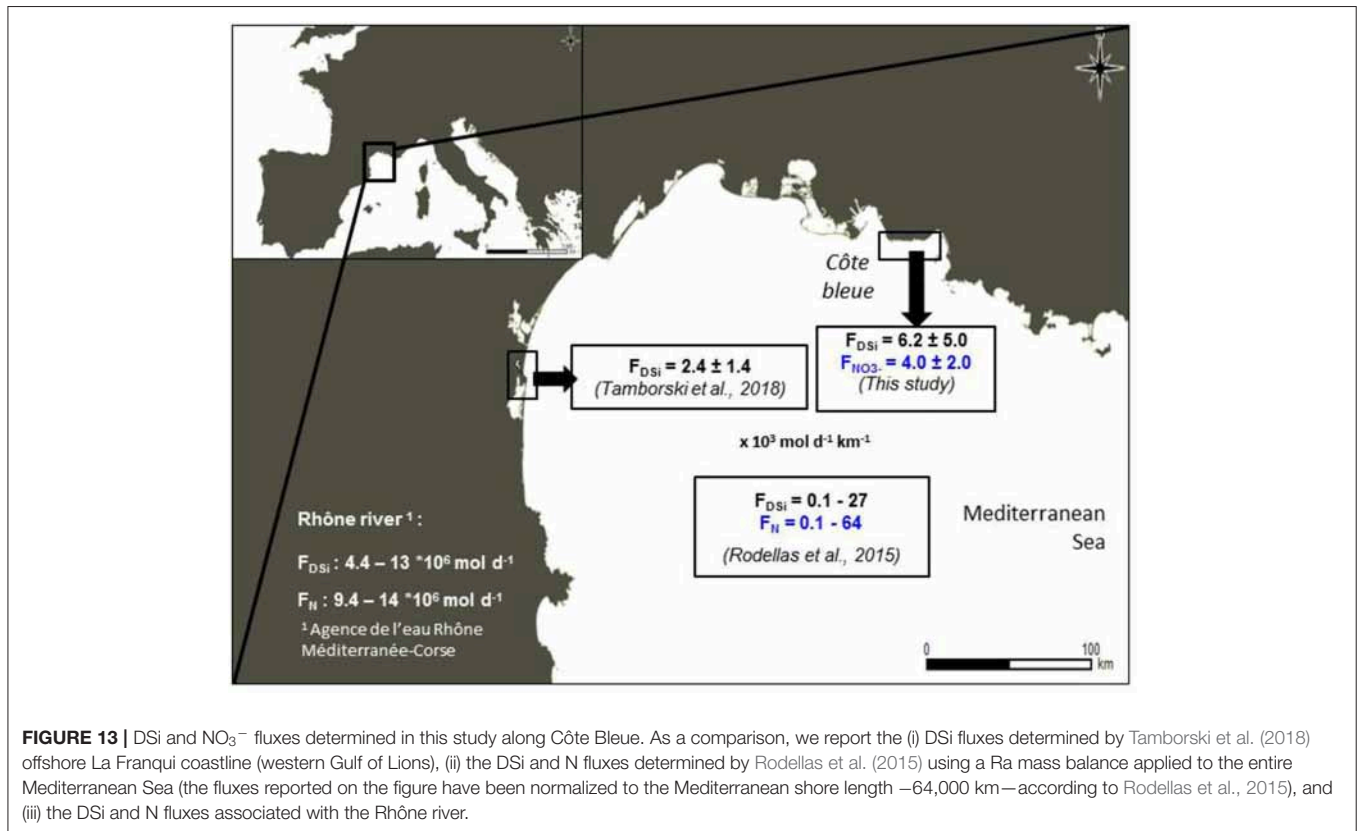 Côte
bleue
F_DSi = 6.2 ± 5.0
F_NO3- = 4.0 ± 2.0
(This study)
F_DSi = 2.4 ± 1.4
(Tamborski et al., 2018)
x 10³ mol d⁻¹ km⁻¹
F_DSi = 0.1 - 27
F_N = 0.1 - 64
(Rodellas et al., 2015)
Mediterranean
Sea
Rhône river ¹ :
F_DSi : 4.4 – 13 *10⁶ mol d⁻¹
F_N : 9.4 – 14 *10⁶ mol d⁻¹
¹ Agence de l'eau Rhône
Méditerranée-Corse
0 100
km
FIGURE 13 | DSi and NO₃⁻ fluxes determined in this study along Côte Bleue. As a comparison, we report the (i) DSi fluxes determined by Tamborski et al. (2018)
offshore La Franqui coastline (western Gulf of Lions), (ii) the DSi and N fluxes determined by Rodellas et al. (2015) using a Ra mass balance applied to the entire
Mediterranean Sea (the fluxes reported on the figure have been normalized to the Mediterranean shore length −64,000 km—according to Rodellas et al., 2015), and
(iii) the DSi and N fluxes associated with the Rhône river.